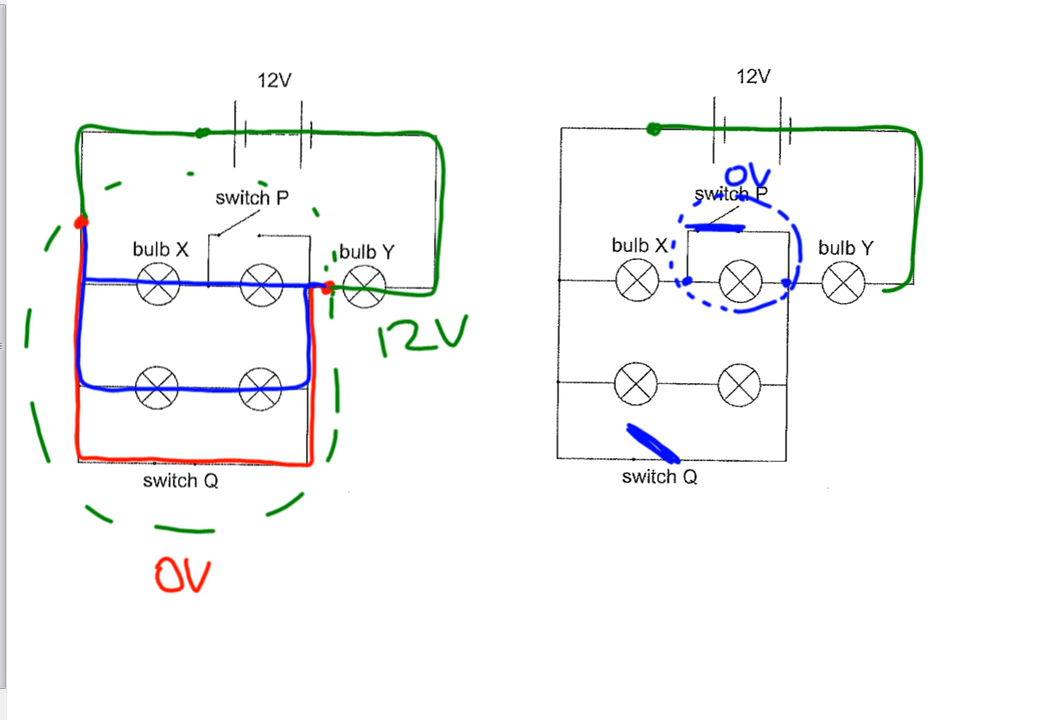 12V
switch P
bulb X
bulb Y
12V
switch Q
0V
12V
0V
switch P
bulb X
bulb Y
switch Q